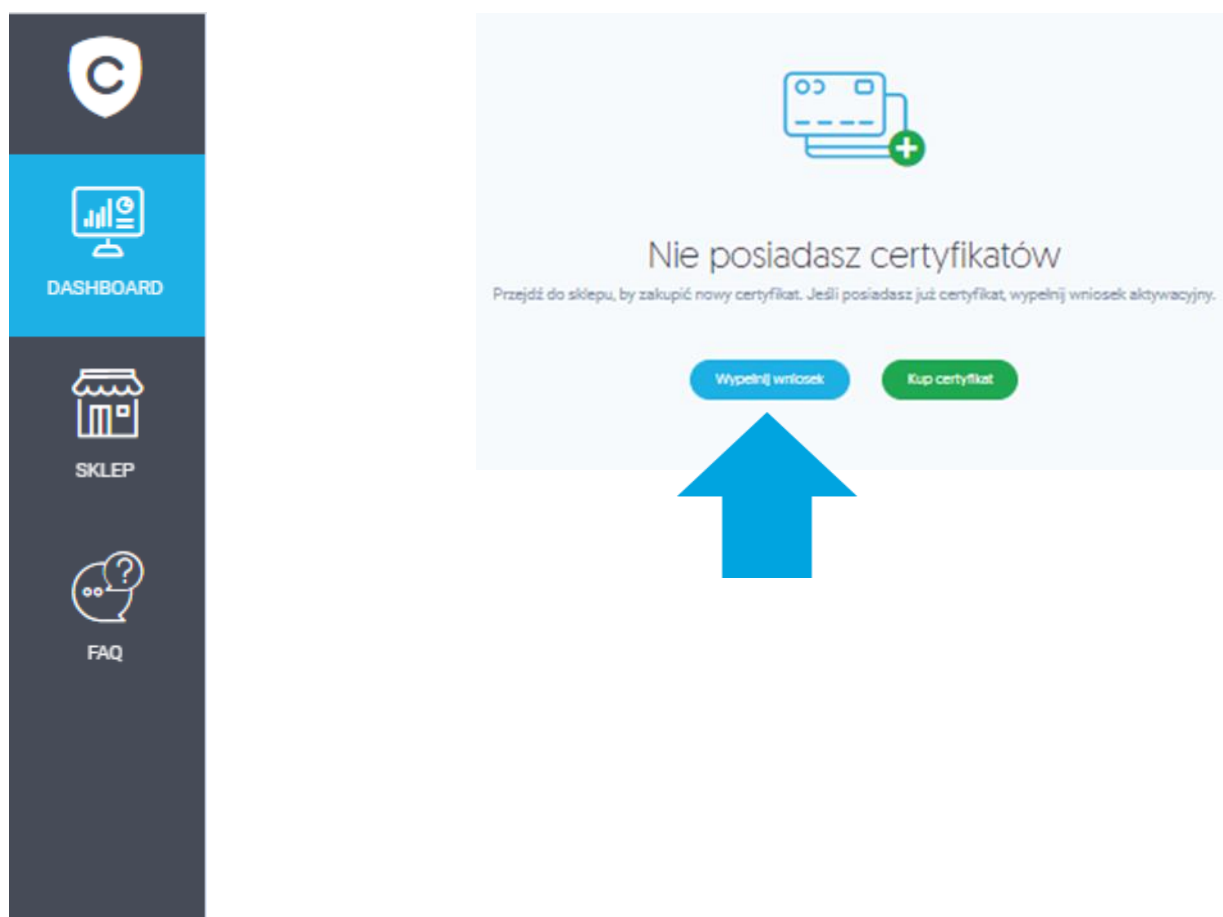 C
DASHBOARD
SKLEP
FAQ
Nie posiadasz certyfikatów
Przejdź do sklepu, by zakupić nowy certyfikat. Jeśli posiadasz już certyfikat, wypełnij wniosek aktywacyjny.
Wypełnij wniosek
Kup certyfikat